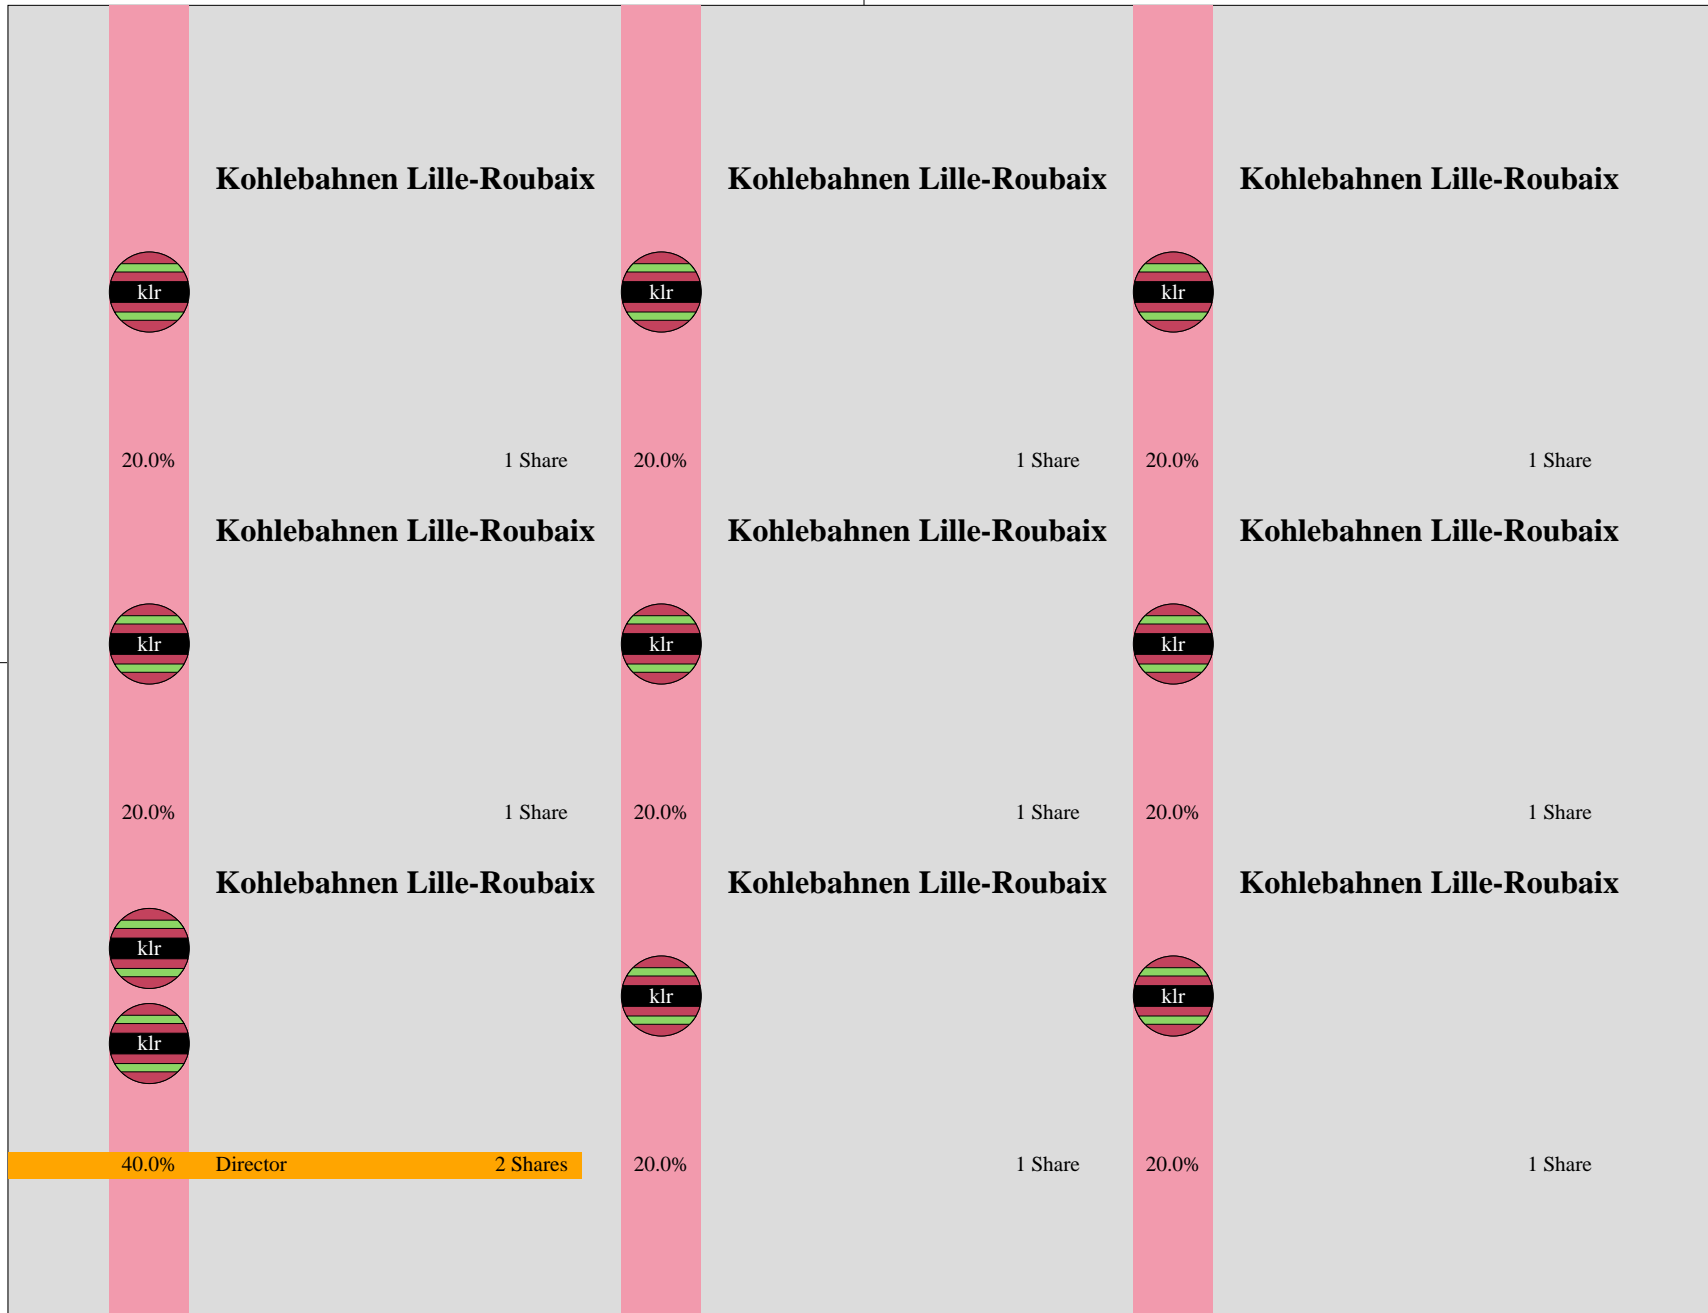 Kohlebahnen Lille-Roubaix Kohlebahnen Lille-Roubaix Kohlebahnen Lille-Roubaix
klr klr klr
20.0% 1 Share 20.0% 1 Share 20.0% 1 Share
Kohlebahnen Lille-Roubaix Kohlebahnen Lille-Roubaix Kohlebahnen Lille-Roubaix
klr klr klr
20.0% 1 Share 20.0% 1 Share 20.0% 1 Share
Kohlebahnen Lille-Roubaix Kohlebahnen Lille-Roubaix Kohlebahnen Lille-Roubaix
klr
klr klr
klr
40.0% Director 2 Shares 20.0% 1 Share 20.0% 1 Share